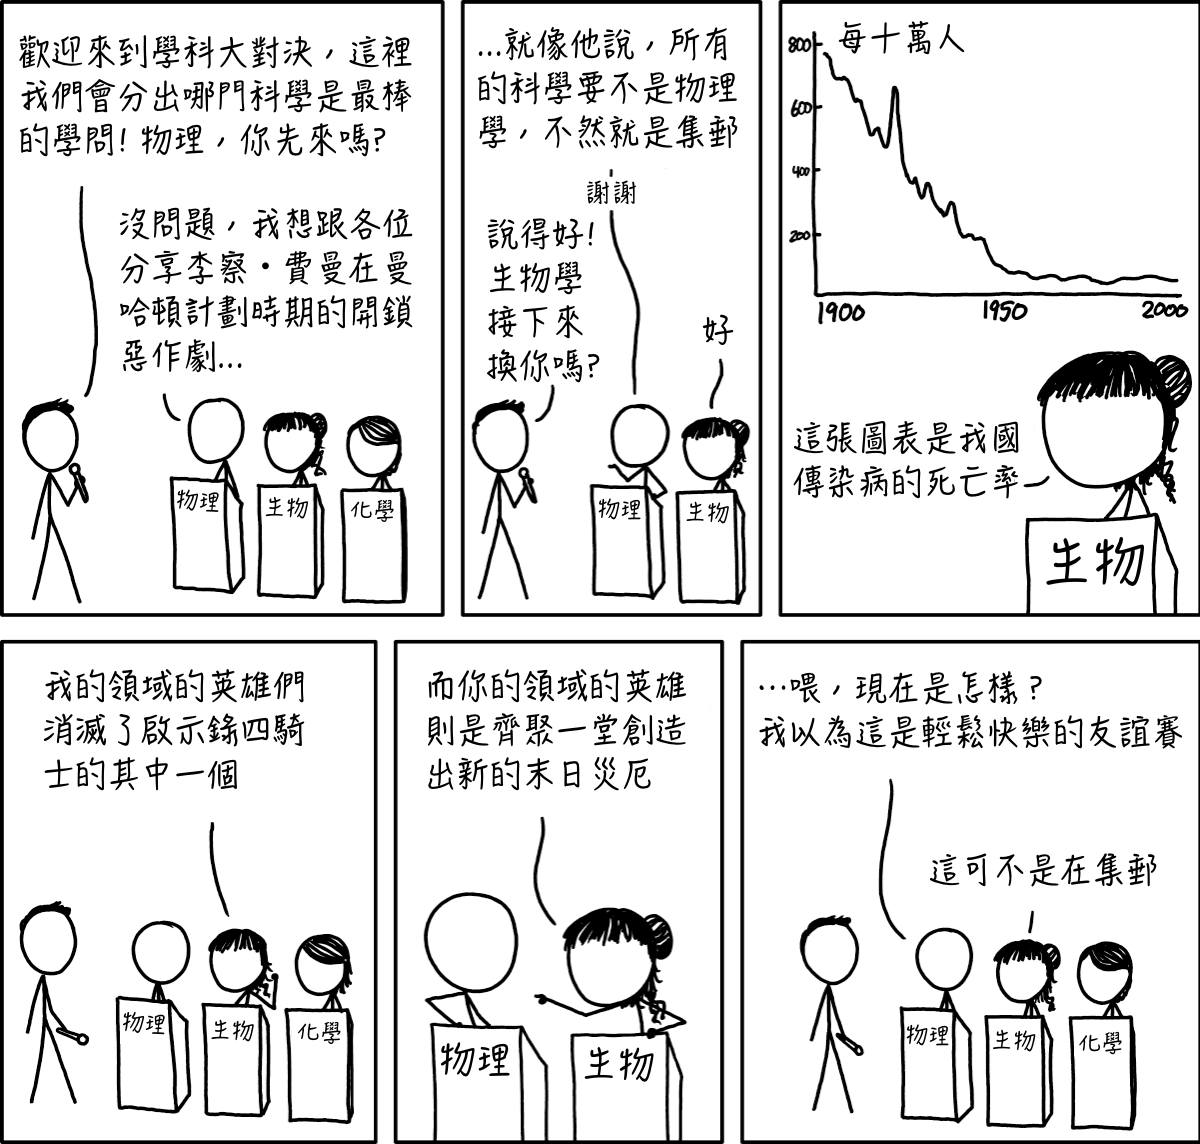 歡迎來到學科大對決，這裡
我們會分出哪門科學是最棒
的學問! 物理，你先來嗎?
沒問題，我想跟各位
分享李察·費曼在曼
哈頓計劃時期的開鎖
惡作劇...
物理
生物
化學
...就像他說，所有
的科學要不是物理
學，不然就是集郵
謝謝
說得好!
生物學
接下來
換你嗎?
好
物理
生物
每十萬人
800
600
400
200
1900
1950
2000
這張圖表是我國
傳染病的死亡率
生物
我的領域的英雄們
消滅了啟示錄四騎
士的其中一個
物理
生物
化學
而你的領域的英雄
則是齊聚一堂創造
出新的末日災厄
物理
生物
…喂，現在是怎樣？
我以為這是輕鬆快樂的友誼賽
這可不是在集郵
物理
生物
化學